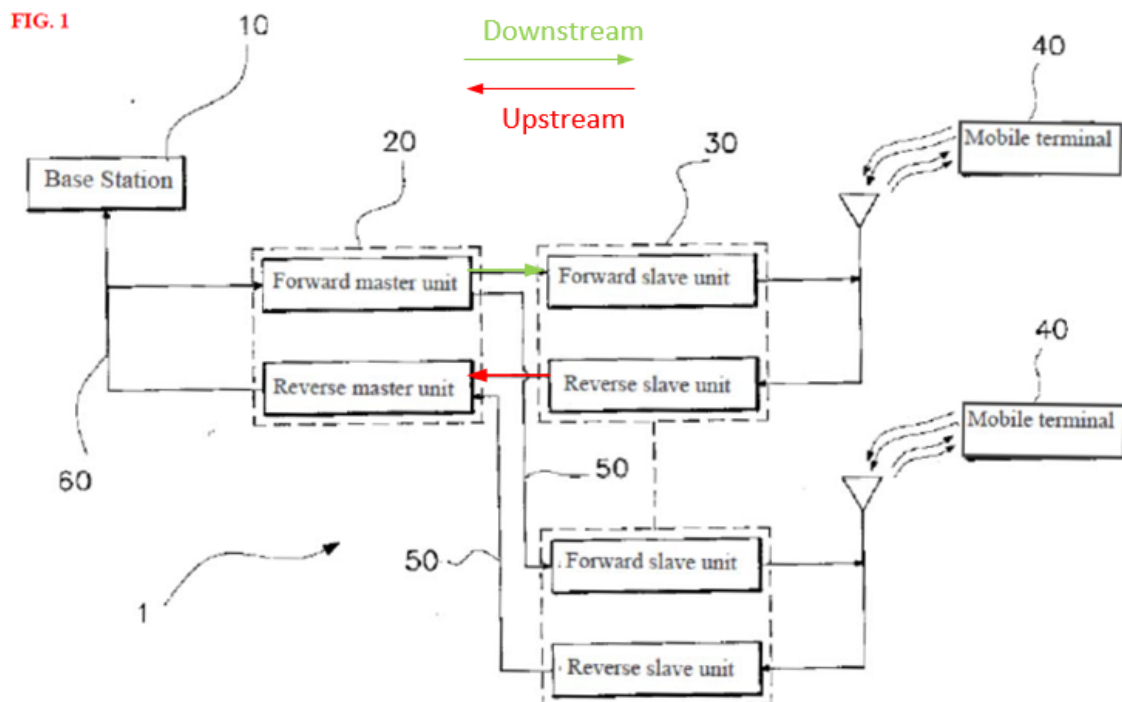 FIG. 1
Downstream
Upstream
10
20
30
40
Base Station
Mobile terminal
Forward master unit
Forward slave unit
Reverse master unit
Reverse slave unit
40
Mobile terminal
60
50
50
Forward slave unit
1
Reverse slave unit